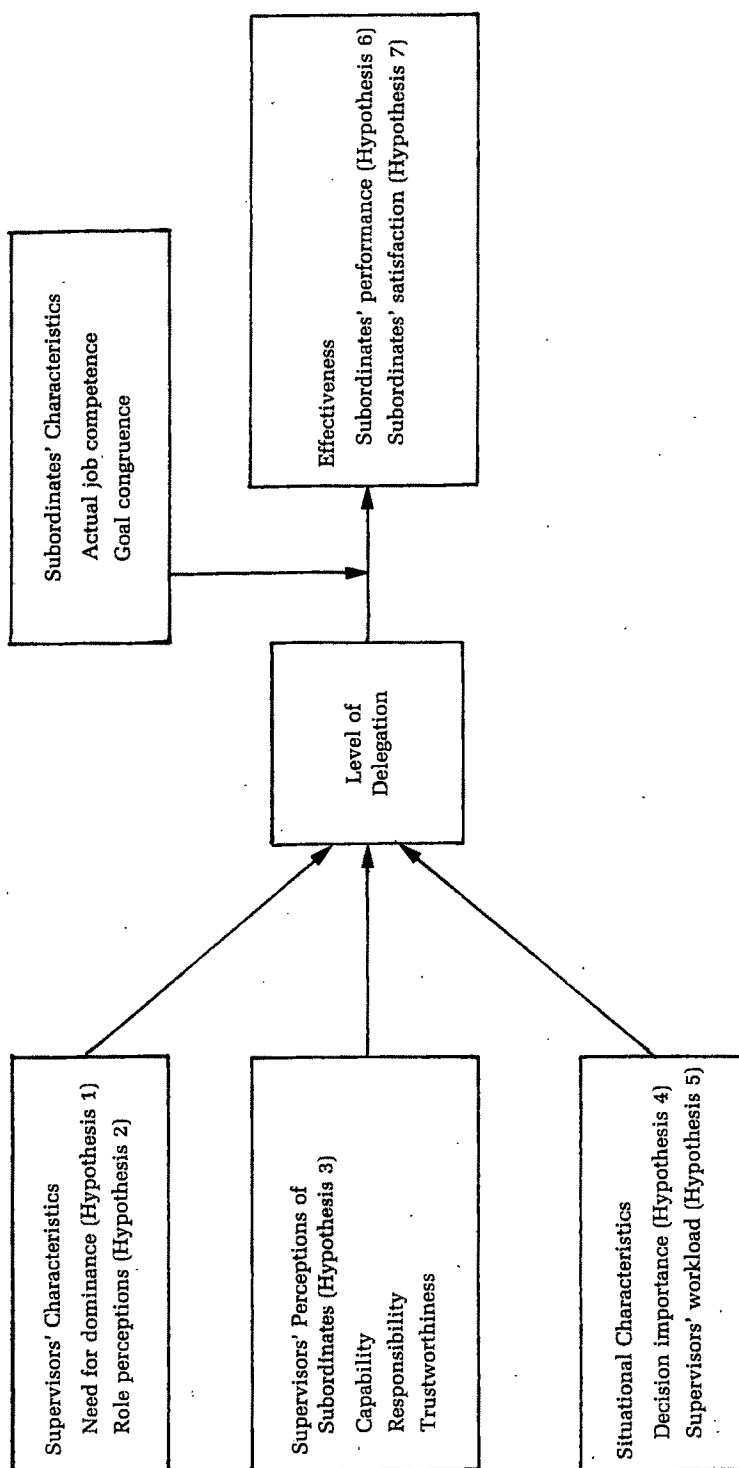 Supervisors' Characteristics
Need for dominance (Hypothesis 1)
Role perceptions (Hypothesis 2)
Supervisors' Perceptions of
Subordinates (Hypothesis 3)
Capability
Responsibility
Trustworthiness
Situational Characteristics
Decision importance (Hypothesis 4)
Supervisors' workload (Hypothesis 5)
Level of
Delegation
Subordinates' Characteristics
Actual job competence
Goal congruence
Effectiveness
Subordinates' performance (Hypothesis 6)
Subordinates' satisfaction (Hypothesis 7)